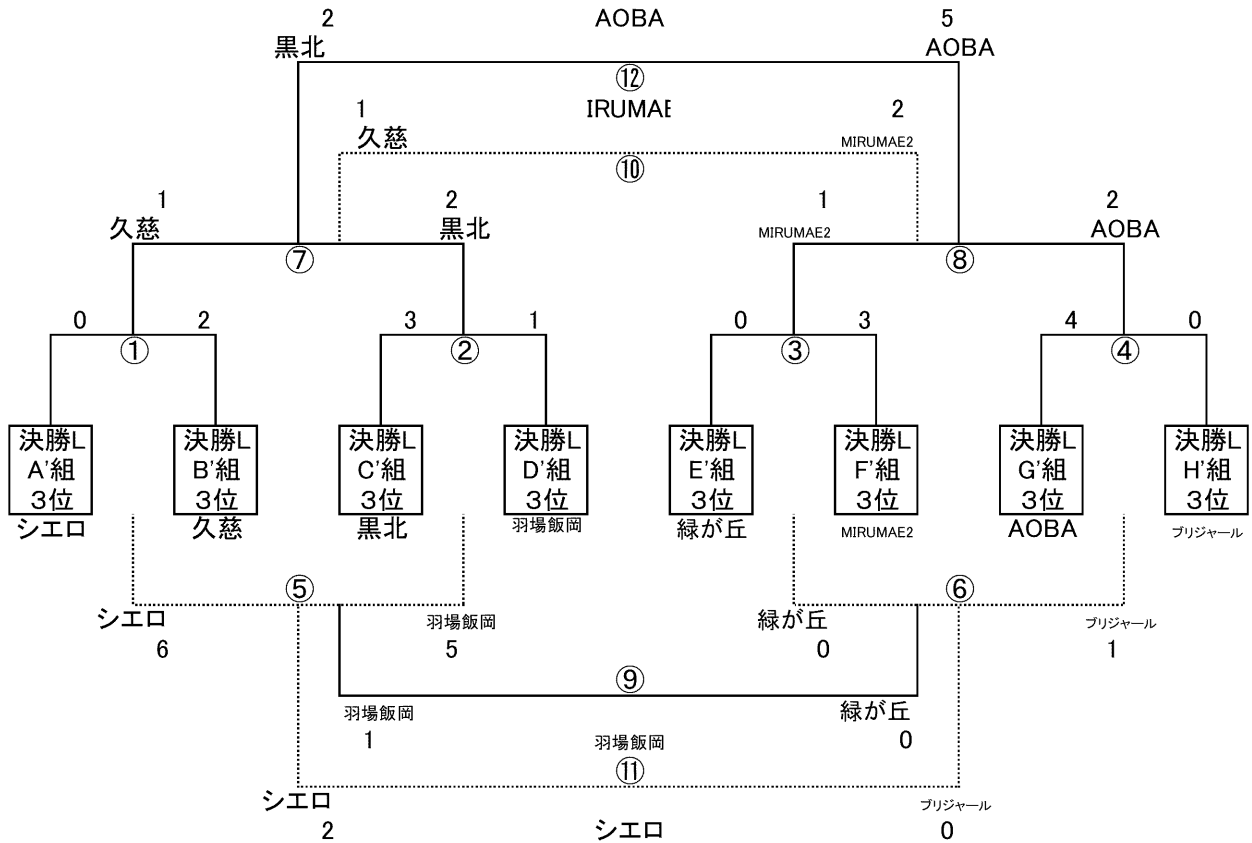 2 AOBA 5
黒北 AOBA
⑫
1 IRUMAE 2
久慈 MIRUMAE2
⑩
1 2 1 2
久慈 黒北 MIRUMAE2 AOBA
⑦ ⑧
0 2 3 1 0 3 4 0
① ② ③ ④
決勝L 決勝L 決勝L 決勝L 決勝L 決勝L 決勝L 決勝L
A'組 B'組 C'組 D'組 E'組 F'組 G'組 H'組
3位 3位 3位 3位 3位 3位 3位 3位
シエロ 久慈 黒北 羽場飯岡 緑が丘 MIRUMAE2 AOBA ブリジャール
⑤ ⑥
シエロ 羽場飯岡 緑が丘 ブリジャール
6 5 0 1
⑨
羽場飯岡 緑が丘
1 羽場飯岡 0
⑪
シエロ ブリジャール
2 シエロ 0